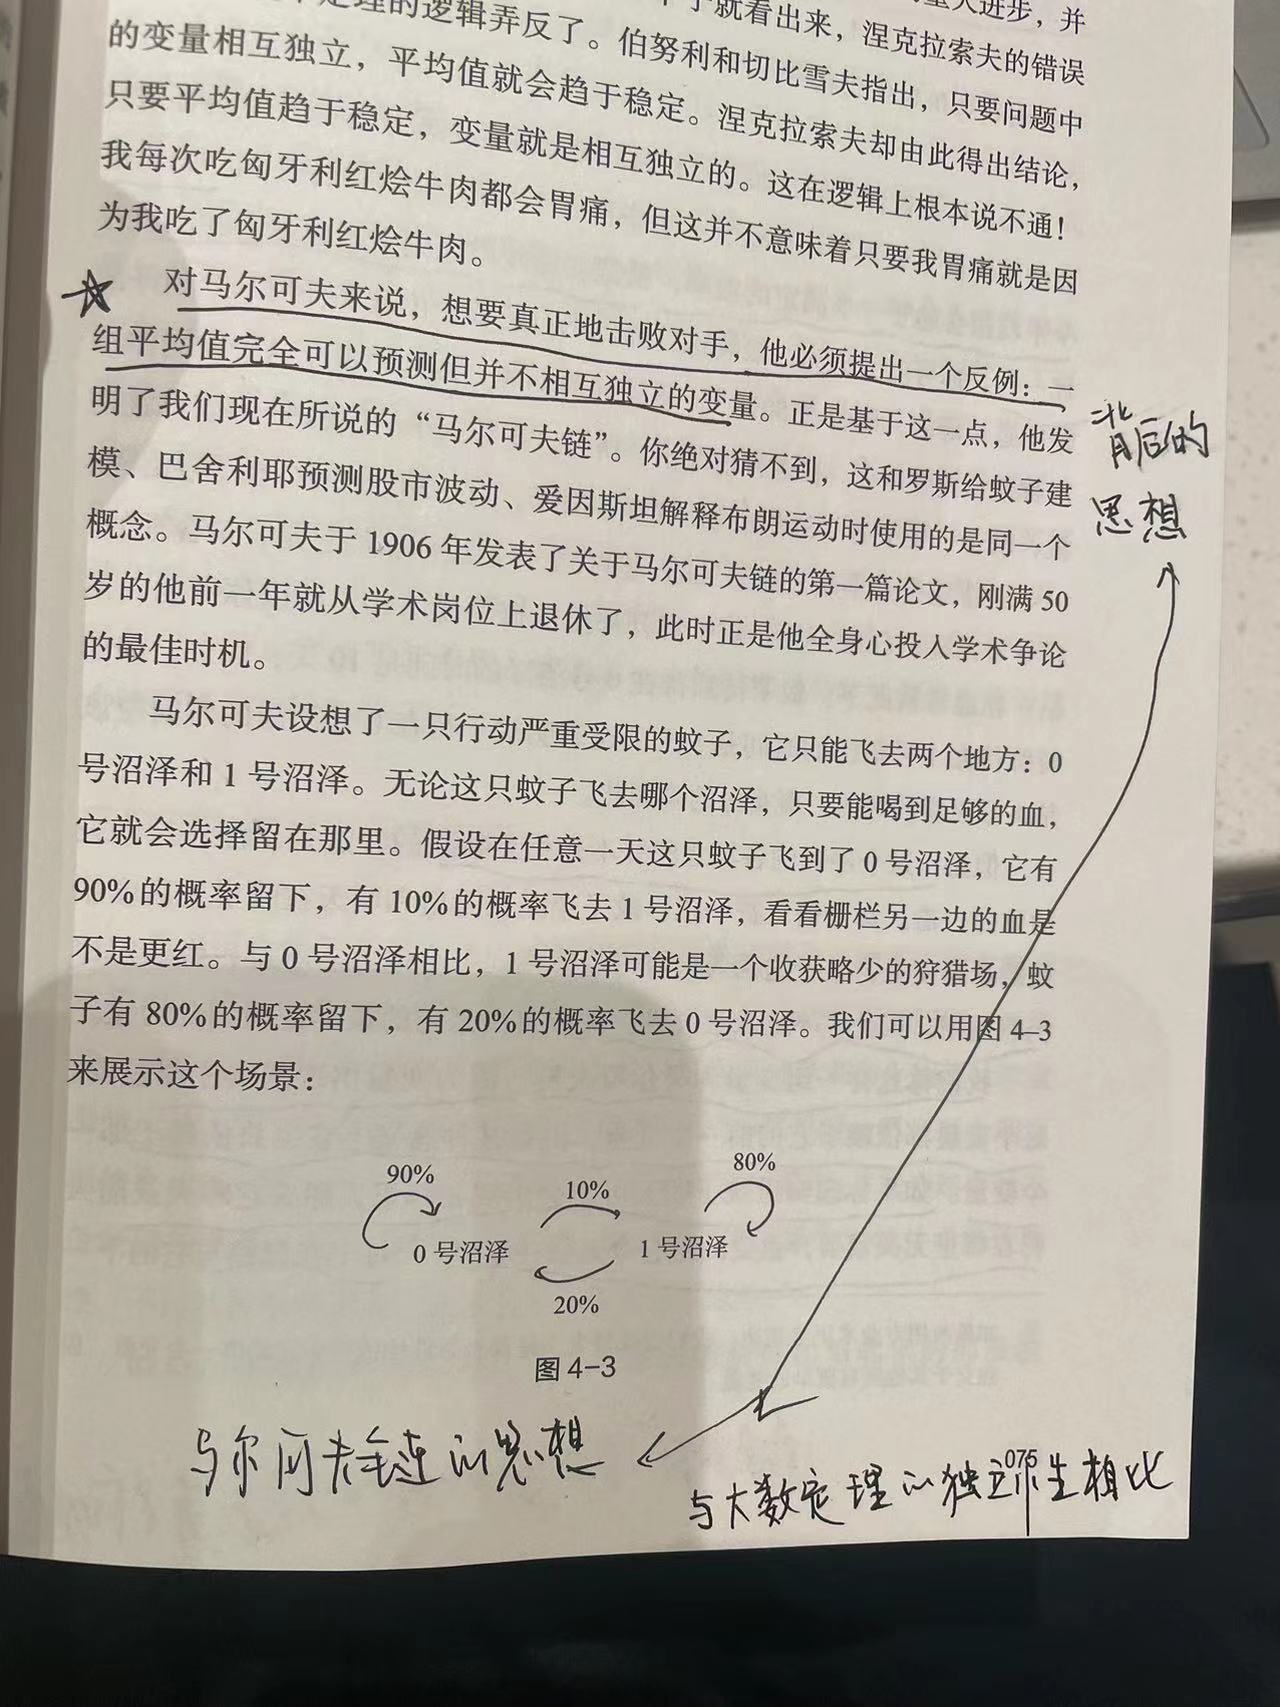 定理的逻辑弄反了。伯努利和切比雪夫指出，只要问题中
就看出来，涅克拉索夫的错误
重大进步，并
的变量相互独立，平均值就会趋于稳定。涅克拉索夫却由此得出结论，
只要平均值趋于稳定，变量就是相互独立的。这在逻辑上根本说不通！
我每次吃匈牙利红烩牛肉都会胃痛，但这并不意味着只要我胃痛就是因
为我吃了匈牙利红烩牛肉。
对马尔可夫来说，想要真正地击败对手，他必须提出一个反例：一
组平均值完全可以预测但并不相互独立的变量。正是基于这一点，他发
明了我们现在所说的“马尔可夫链”。你绝对猜不到，这和罗斯给蚊子建
模、巴舍利耶预测股市波动、爱因斯坦解释布朗运动时使用的是同一个
概念。马尔可夫于 1906 年发表了关于马尔可夫链的第一篇论文，刚满 50
岁的他前一年就从学术岗位上退休了，此时正是他全身心投入学术争论
的最佳时机。
背后的
思想
马尔可夫设想了一只行动严重受限的蚊子，它只能飞去两个地方：0
号沼泽和 1 号沼泽。无论这只蚊子飞去哪个沼泽，只要能喝到足够的血，
它就会选择留在那里。假设在任意一天这只蚊子飞到了 0 号沼泽，它有
90%的概率留下，有 10%的概率飞去 1 号沼泽，看看栅栏另一边的血是
不是更红。与 0 号沼泽相比，1 号沼泽可能是一个收获略少的狩猎场，蚊
子有 80%的概率留下，有 20%的概率飞去 0 号沼泽。我们可以用图 4–3
来展示这个场景：
90%
10%
80%
0 号沼泽
1 号沼泽
20%
图 4–3
马尔可夫链的思想
075
与大数定理的独立性相比